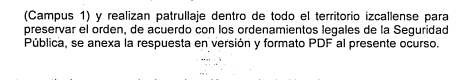 (Campus 1) y realizan patrullaje dentro de todo el territorio izcallense para
preservar el orden, de acuerdo con los ordenamientos legales de la Seguridad
Pública, se anexa la respuesta en versión y formato PDF al presente ocurso.